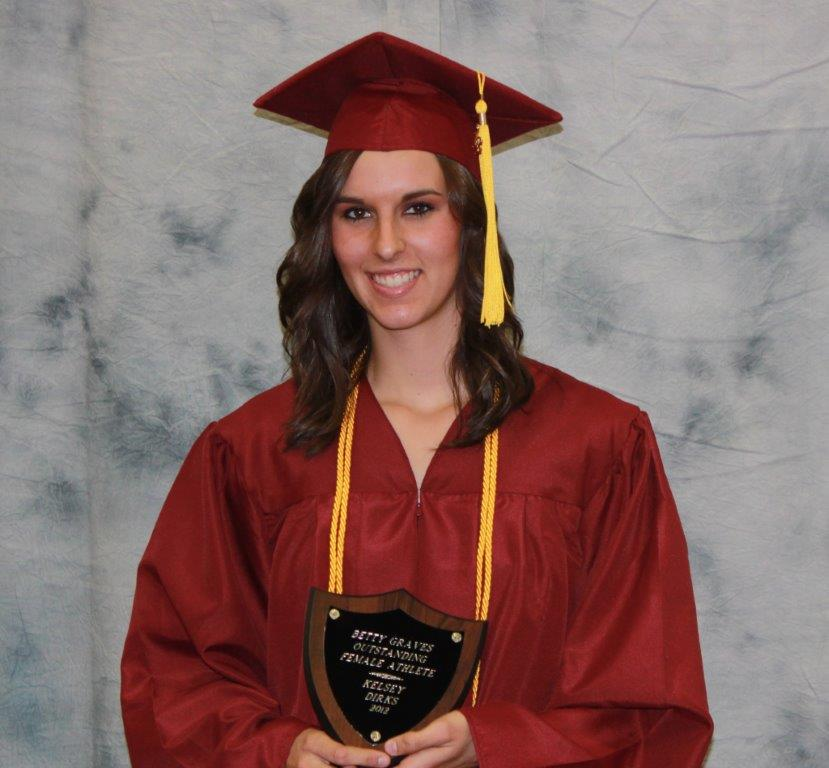 BETTY GRAVES
OUTSTANDING
FEMALE ATHLETE
KELSEY
DIRKS
2012